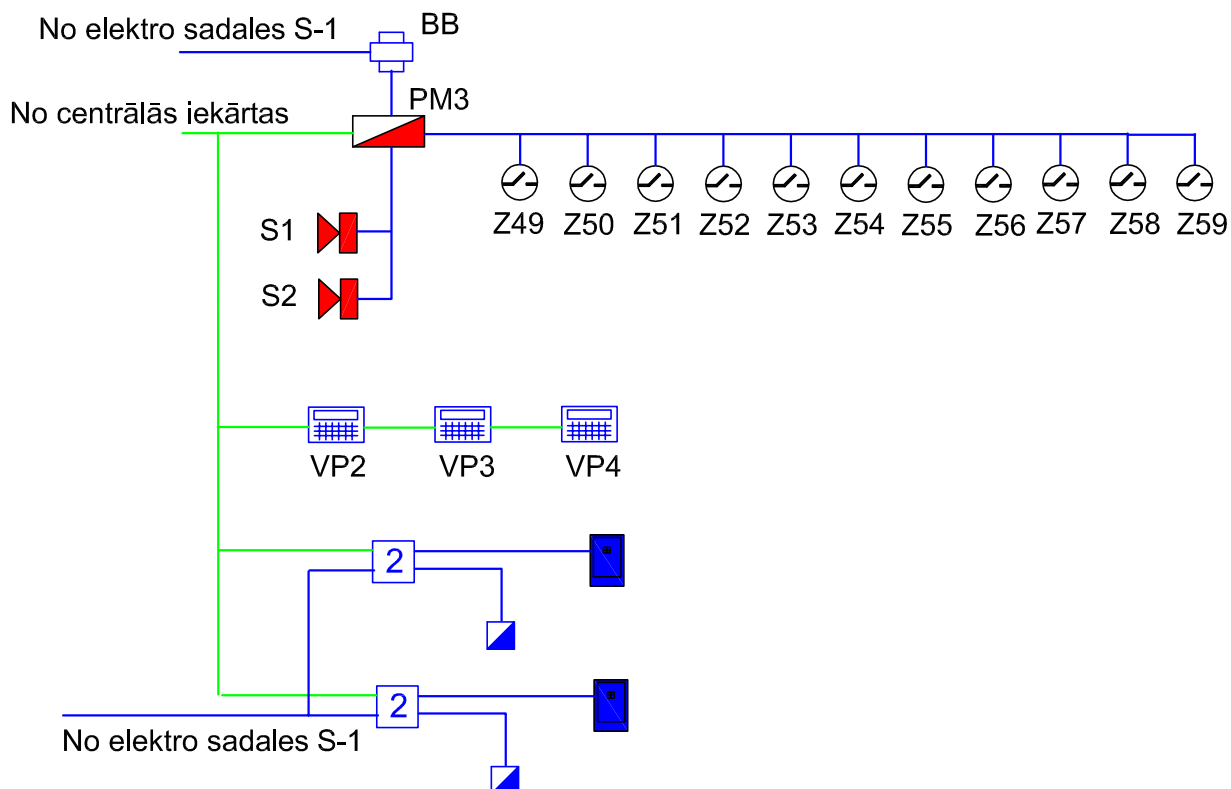 No elektro sadales S-1
BB
No centrālās iekārtas
PM3
Z49 Z50 Z51 Z52 Z53 Z54 Z55 Z56 Z57 Z58 Z59
S1
S2
VP2 VP3 VP4
2
2
No elektro sadales S-1